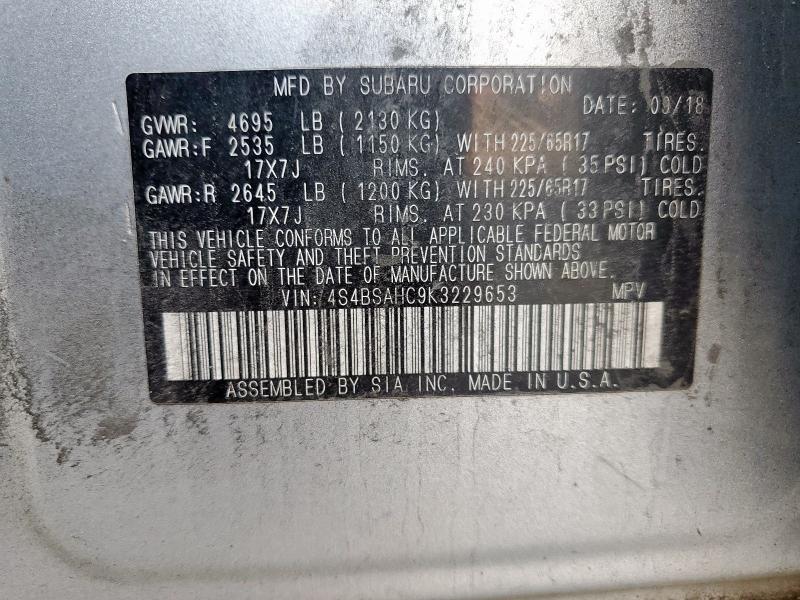 MFD BY SUBARU CORPORATION
DATE: 09/18
GVWR: 4695 LB ( 2130 KG)
GAWR:F 2535 LB ( 1150 KG) WITH 225/65R17 TIRES.
17X7J RIMS. AT 240 KPA ( 35 PSI) COLD
GAWR:R 2645 LB ( 1200 KG) WITH 225/65R17 TIRES.
17X7J RIMS. AT 230 KPA ( 33 PSI) COLD
THIS VEHICLE CONFORMS TO ALL APPLICABLE FEDERAL MOTOR
VEHICLE SAFETY AND THEFT PREVENTION STANDARDS
IN EFFECT ON THE DATE OF MANUFACTURE SHOWN ABOVE.
VIN: 4S4BSAHC9K3229653 MPV
ASSEMBLED BY SIA, INC. MADE IN U.S.A.